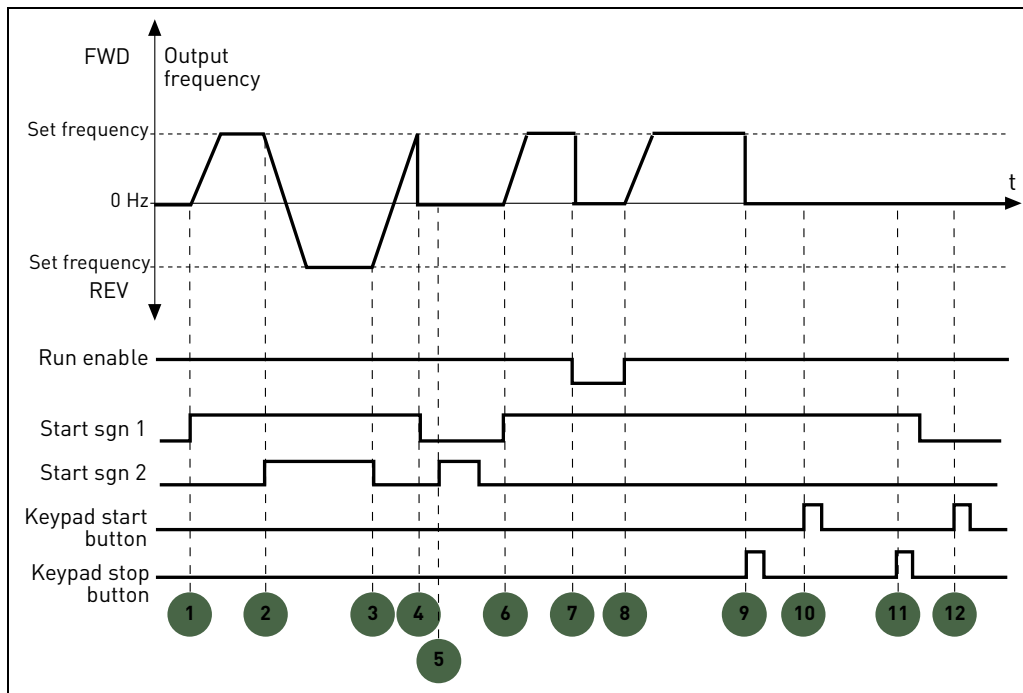 FWD
Output
frequency
Set frequency
0 Hz
t
Set frequency
REV
Run enable
Start sgn 1
Start sgn 2
Keypad start
button
Keypad stop
button
1 2 3 4 6 7 8 9 10 11 12
5